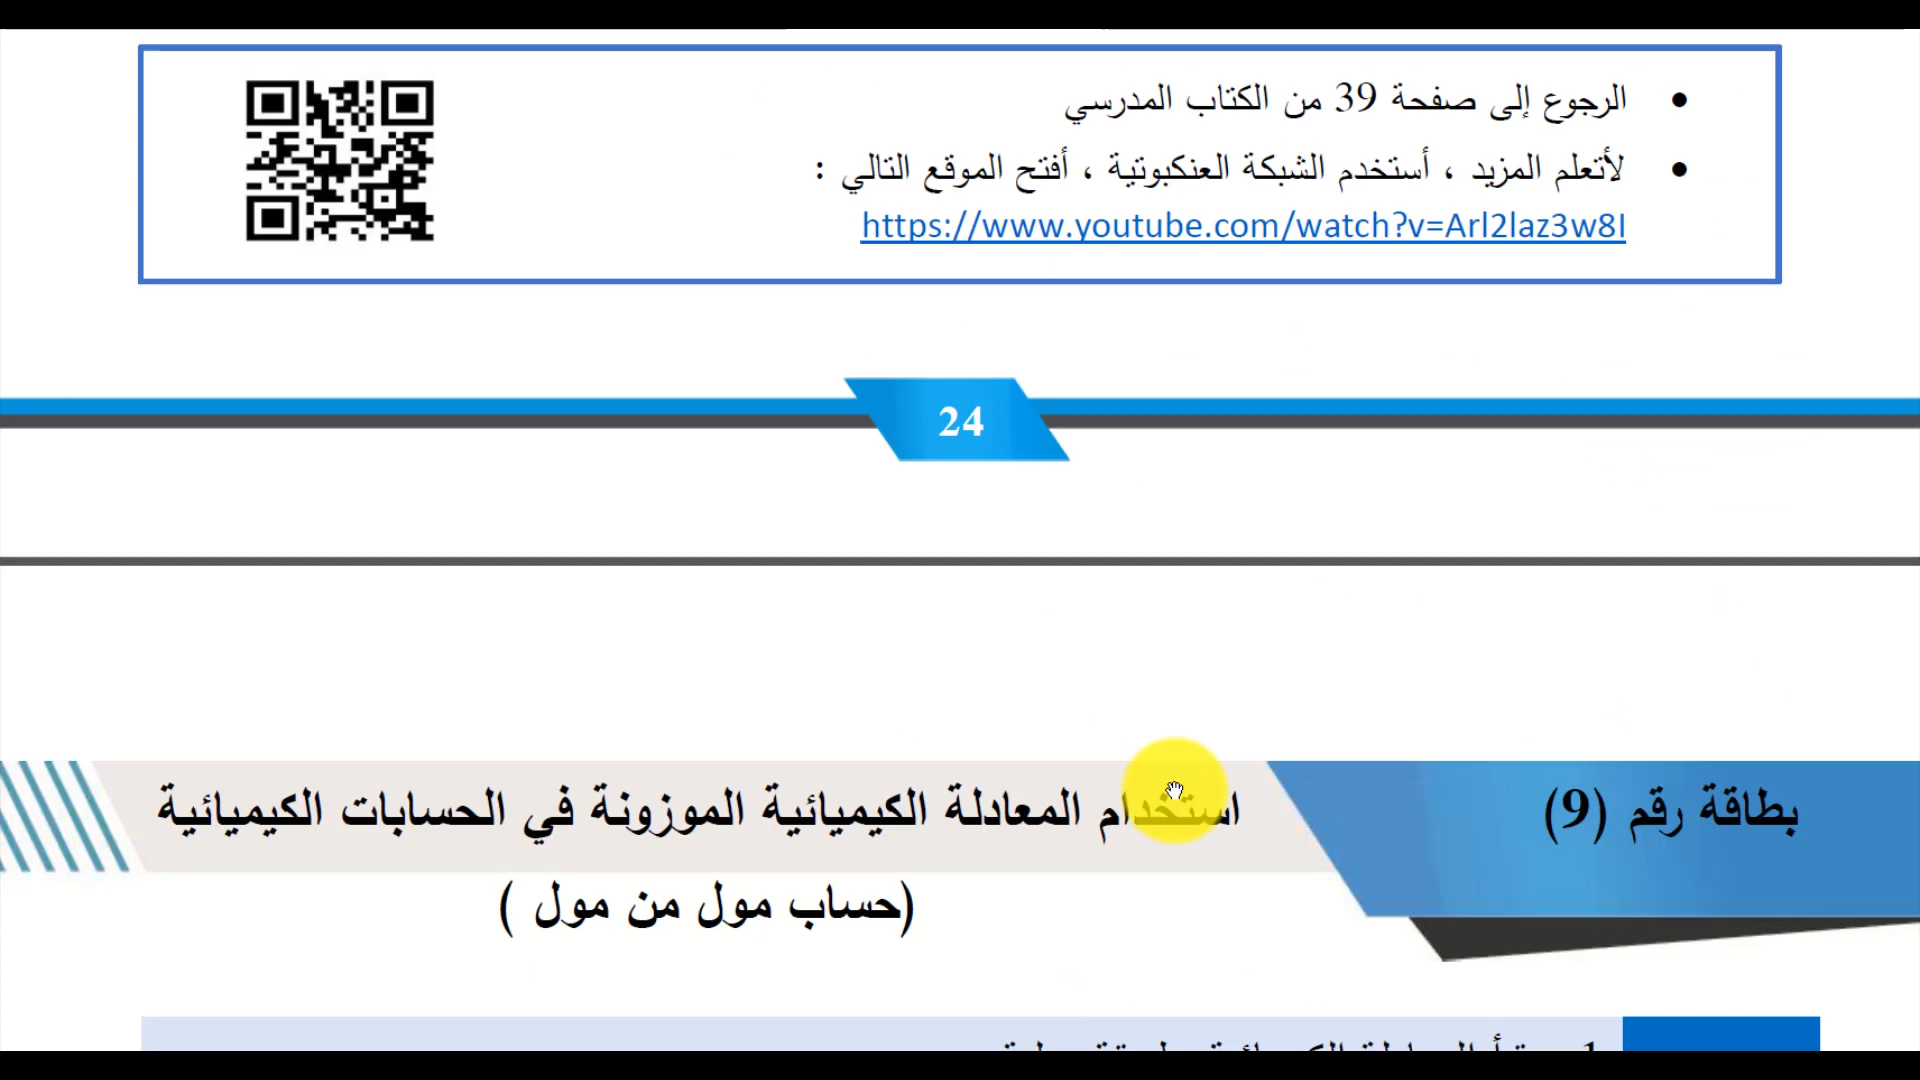 • الرجوع إلى صفحة 39 من الكتاب المدرسي
• لأتعلم المزيد ، أستخدم الشبكة العنكبوتية ، أفتح الموقع التالي :
https://www.youtube.com/watch?v=Arl2laz3w8I
24
بطاقة رقم (9)
استخدام المعادلة الكيميائية الموزونة في الحسابات الكيميائية
(حساب مول من مول )